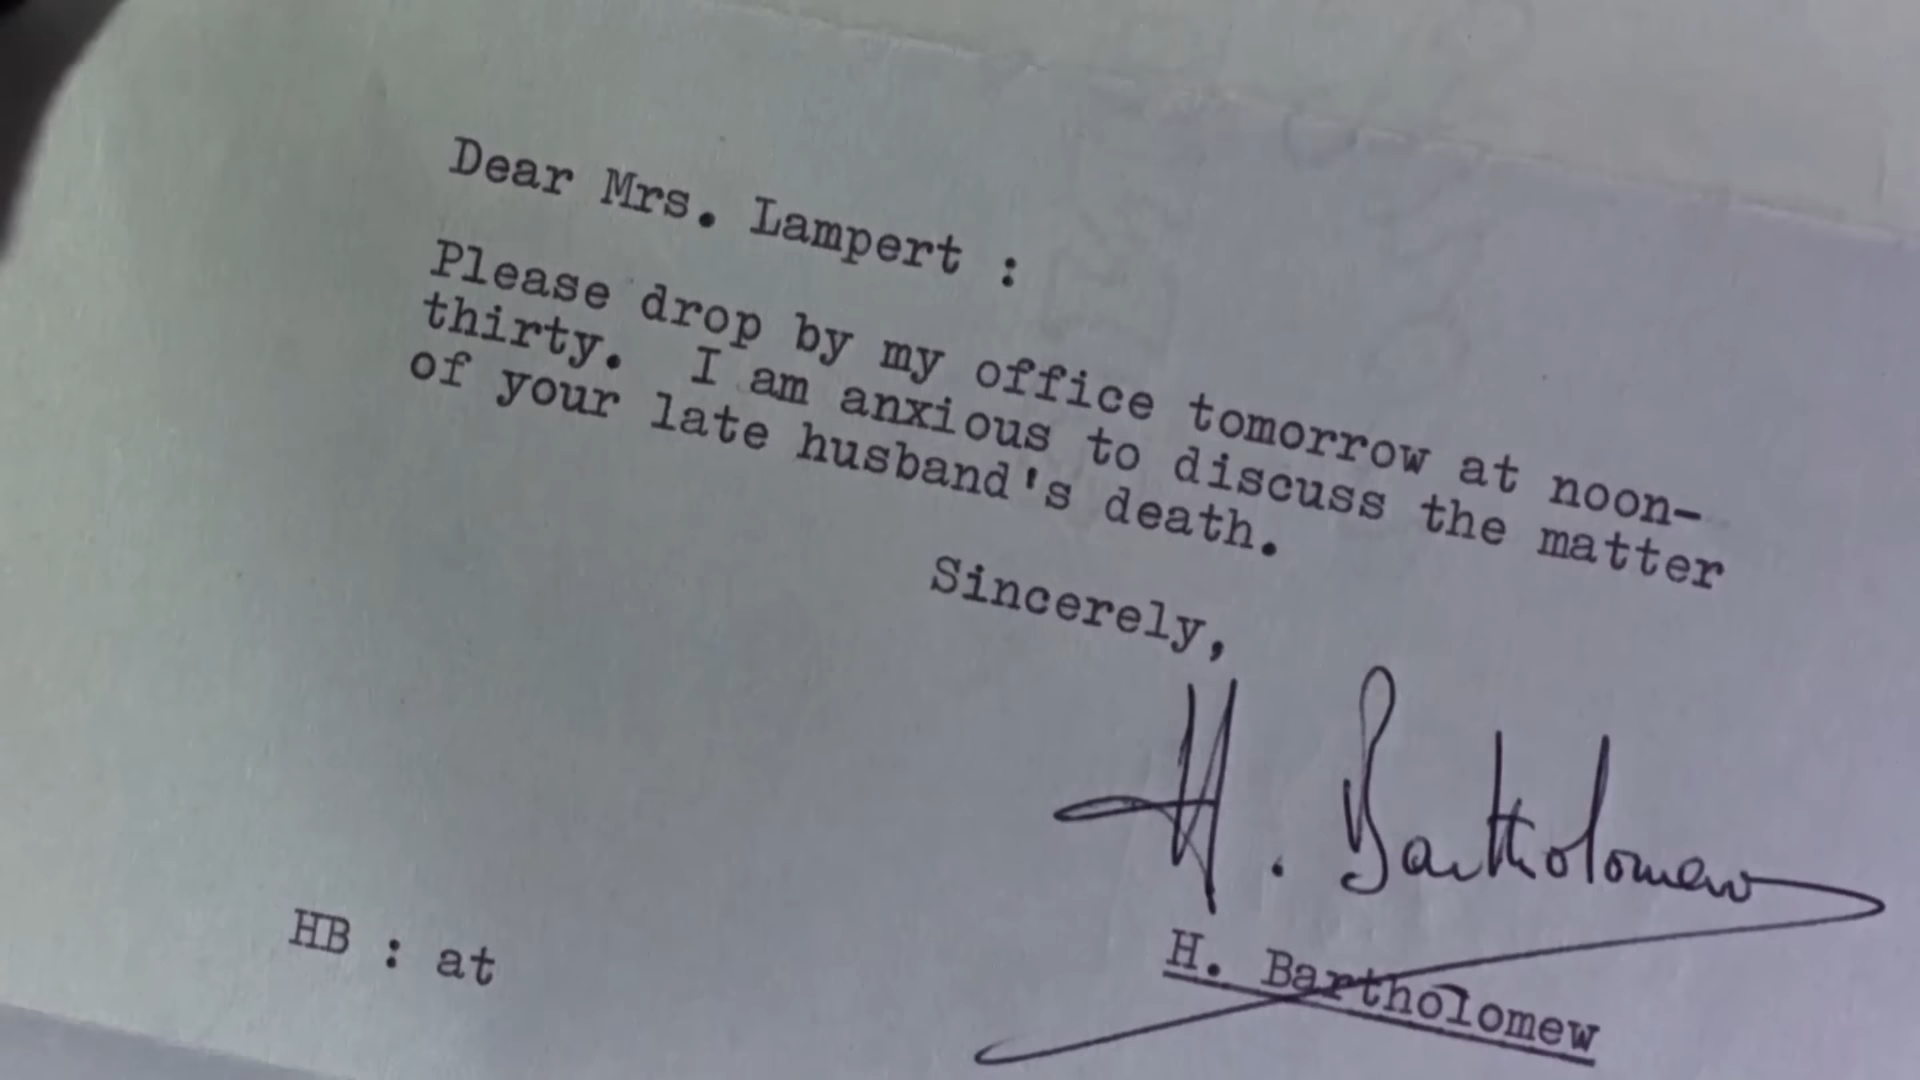 Dear Mrs. Lampert :
Please drop by my office tomorrow at noon-
thirty. I am anxious to discuss the matter
of your late husband's death.
Sincerely,
H. Bartholomew
H. Bartholomew
HB : at